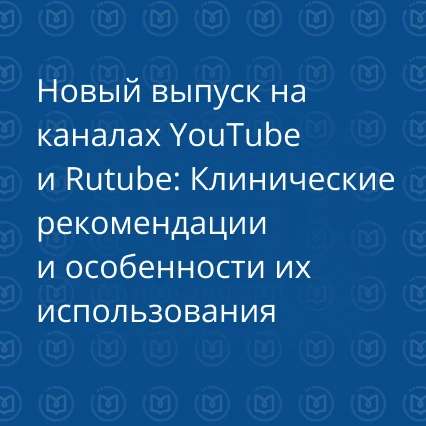 Новый выпуск на
каналах YouTube
и Rutube: Клинические
рекомендации
и особенности их
использования